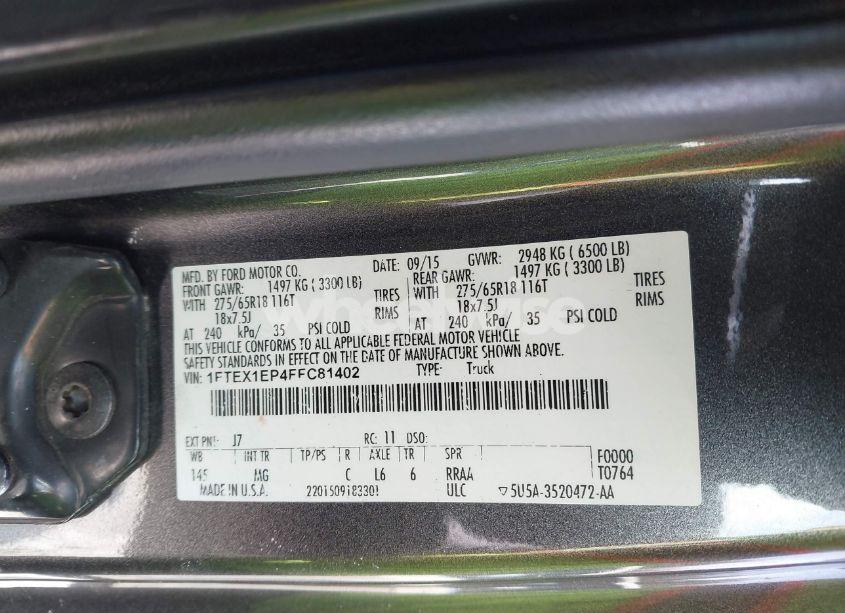 MFD. BY FORD MOTOR CO. DATE: 09/15 GVWR: 2948 KG ( 6500 LB)
FRONT GAWR: 1497 KG ( 3300 LB) REAR GAWR: 1497 KG ( 3300 LB)
WITH 275/65R18 116T TIRES WITH 275/65R18 116T TIRES
18x7.5J RIMS 18x7.5J RIMS
AT 240 kPa/ 35 PSI COLD AT 240 kPa/ 35 PSI COLD
THIS VEHICLE CONFORMS TO ALL APPLICABLE FEDERAL MOTOR VEHICLE
SAFETY STANDARDS IN EFFECT ON THE DATE OF MANUFACTURE SHOWN ABOVE.
VIN: 1FTEX1EP4FFC81402 TYPE: Truck
EXT PNT: J7 RC: 11 DSO:
WB INT TR TP/PS R AXLE TR SPR F0000
145 MG C L6 6 RRAA T0764
MADE IN U.S.A. 220150918330! ULC ▽5U5A-3520472-AA